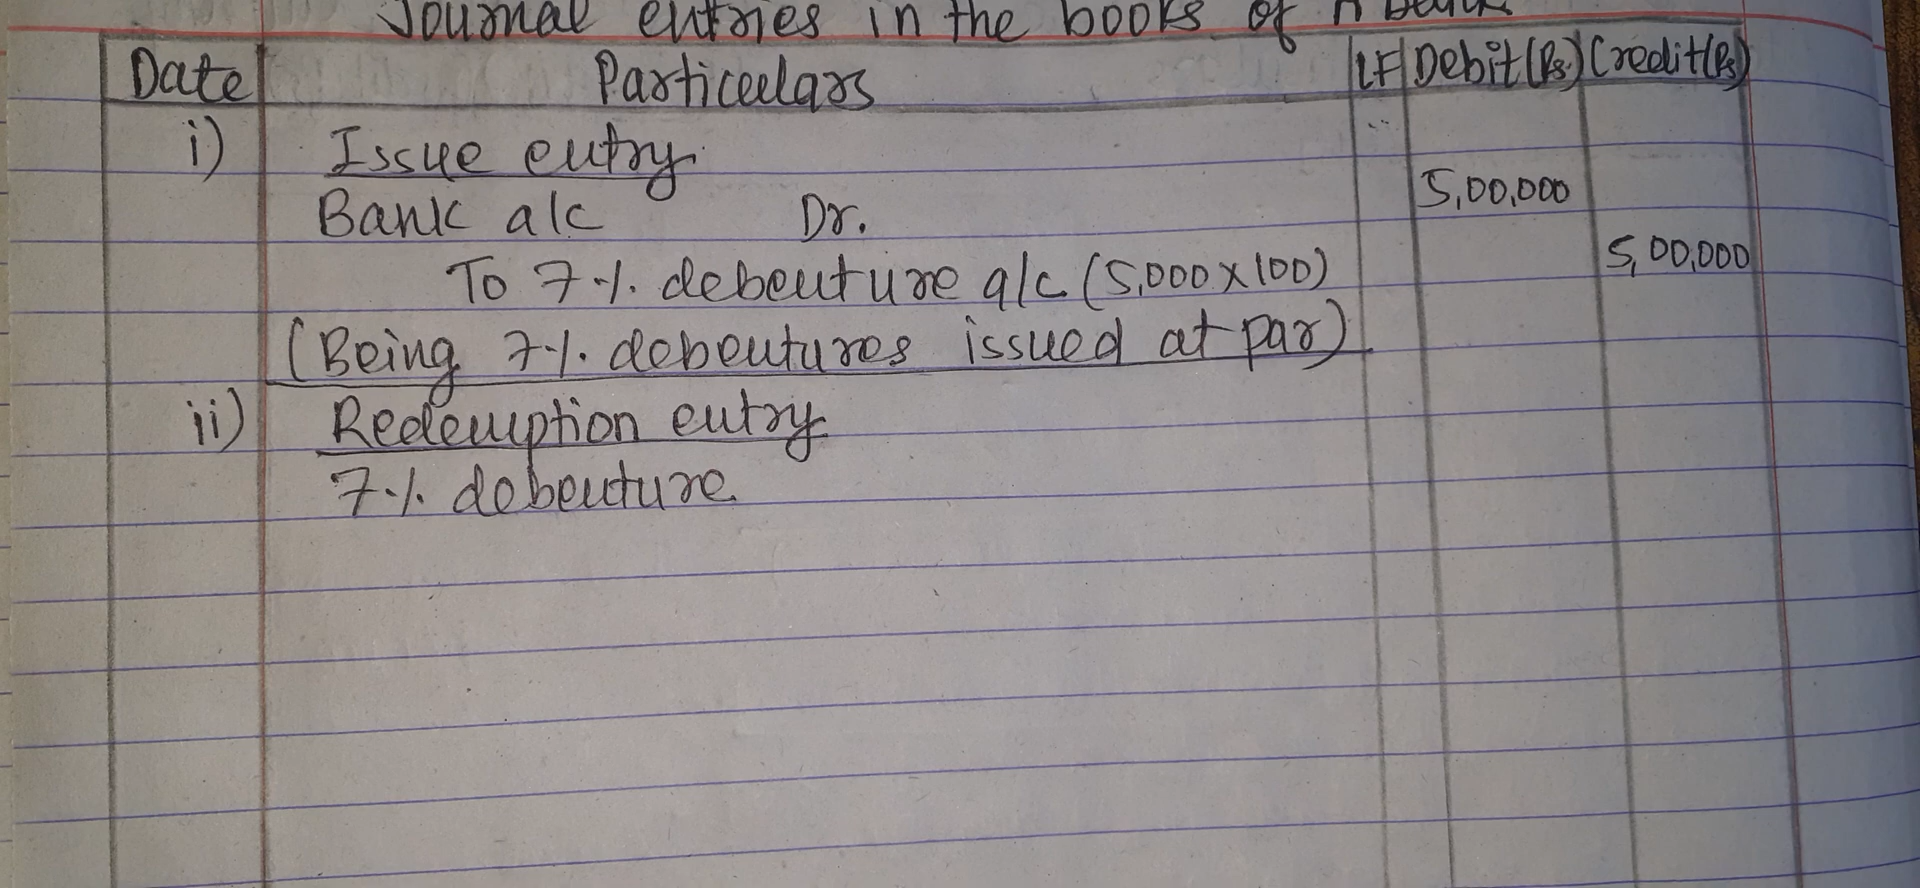 Journal entries in the books of A bank
Date Particulars LF Debit(Rs.) Credit(Rs)
i) Issue entry
Bank a/c Dr. 5,00,000
To 7% debenture a/c (5,000 x 100) 5,00,000
(Being 7% debentures issued at par)
ii) Redemption entry
7% debenture